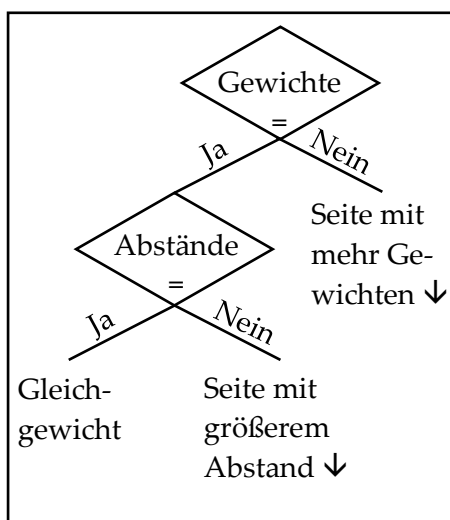 Gewichte
=
Ja
Nein
Seite mit
mehr Ge-
wichten ↓
Abstände
=
Ja
Nein
Gleich-
gewicht
Seite mit
größerem
Abstand ↓